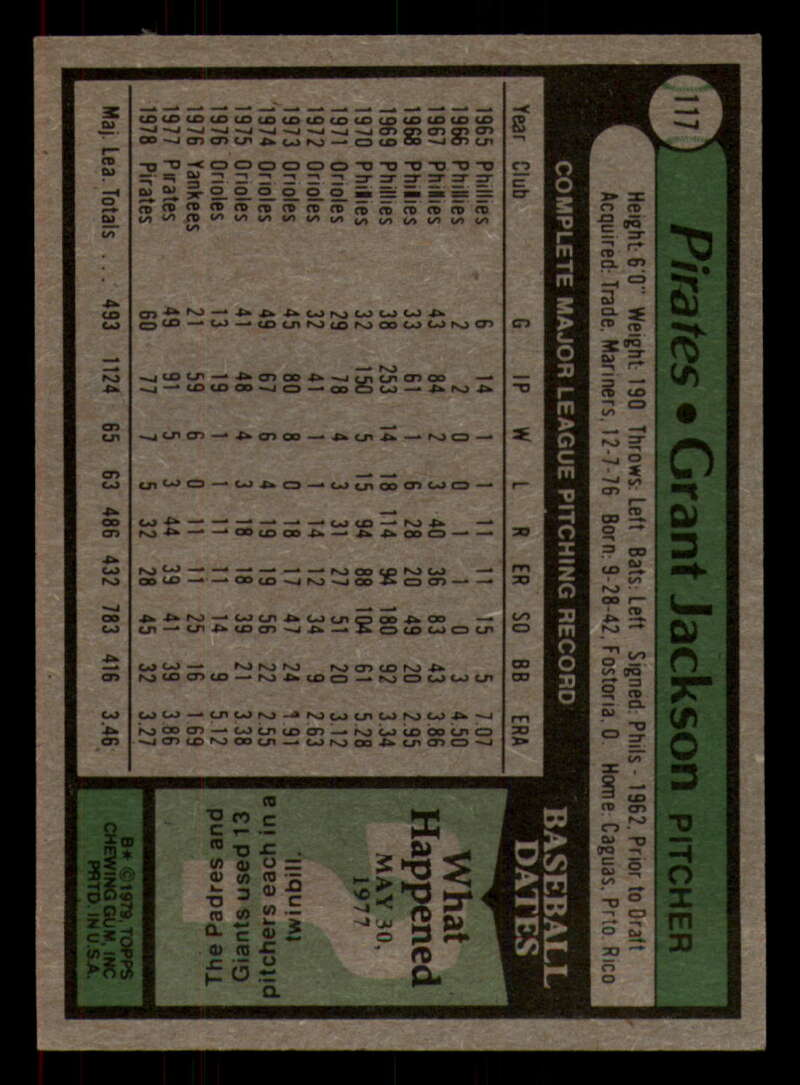 117
Pirates • Grant Jackson PITCHER
Height: 6'0" Weight: 190 Throws: Left Bats: Left Signed: Phils - 1962, Prior to Draft
Acquired: Trade, Mariners, 12-7-76 Born: 9-28-42, Fostoria, O. Home: Caguas, Prto Rico
COMPLETE MAJOR LEAGUE PITCHING RECORD
Year Club G IP W L R ER SO BB ERA
1965 Phillies 6 14 1 1 11 11 15 5 7.07
1966 Phillies 2 2 0 0 1 1 0 3 4.50
1967 Phillies 43 84 2 3 40 36 83 43 3.86
1968 Phillies 33 61 1 6 28 20 49 20 2.95
1969 Phillies 38 253 14 18 114 94 180 92 3.34
1970 Phillies 32 150 5 15 94 88 104 61 5.28
1971 Orioles 29 78 4 3 31 27 51 20 3.12
1972 Orioles 32 41 1 1 14 12 34 9 2.63
1973 Orioles 45 80 8 0 18 17 47 24 1.91
1974 Orioles 49 67 6 4 19 19 56 22 2.55
1975 Orioles 41 48 4 3 18 18 39 21 3.38
1976 Orioles 13 19 1 1 11 11 14 9 5.12
1976 Yankees 21 59 6 0 11 11 25 16 1.69
1977 Pirates 49 91 5 3 44 39 41 39 3.86
1978 Pirates 60 77 7 5 32 28 45 32 3.27
Maj. Lea. Totals . . . 493 1124 65 63 486 432 783 416 3.46
BASEBALL
DATES
What
Happened
MAY 30,
1977
The Padres and
Giants used 13
pitchers each in a
twinbill.
B* ©1979, TOPPS
CHEWING GUM, INC
PRTD. IN U.S.A.